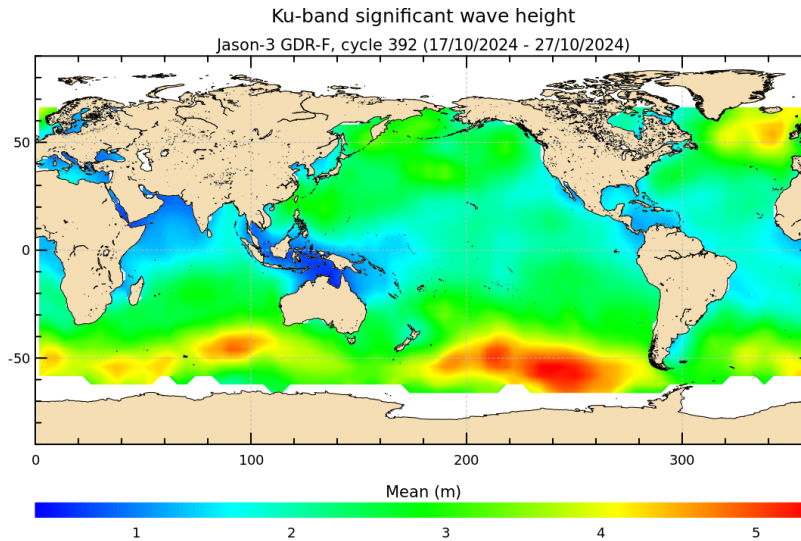 Ku-band significant wave height
Jason-3 GDR-F, cycle 392 (17/10/2024 - 27/10/2024)
50
0
-50
0 100 200 300
Mean (m)
1 2 3 4 5